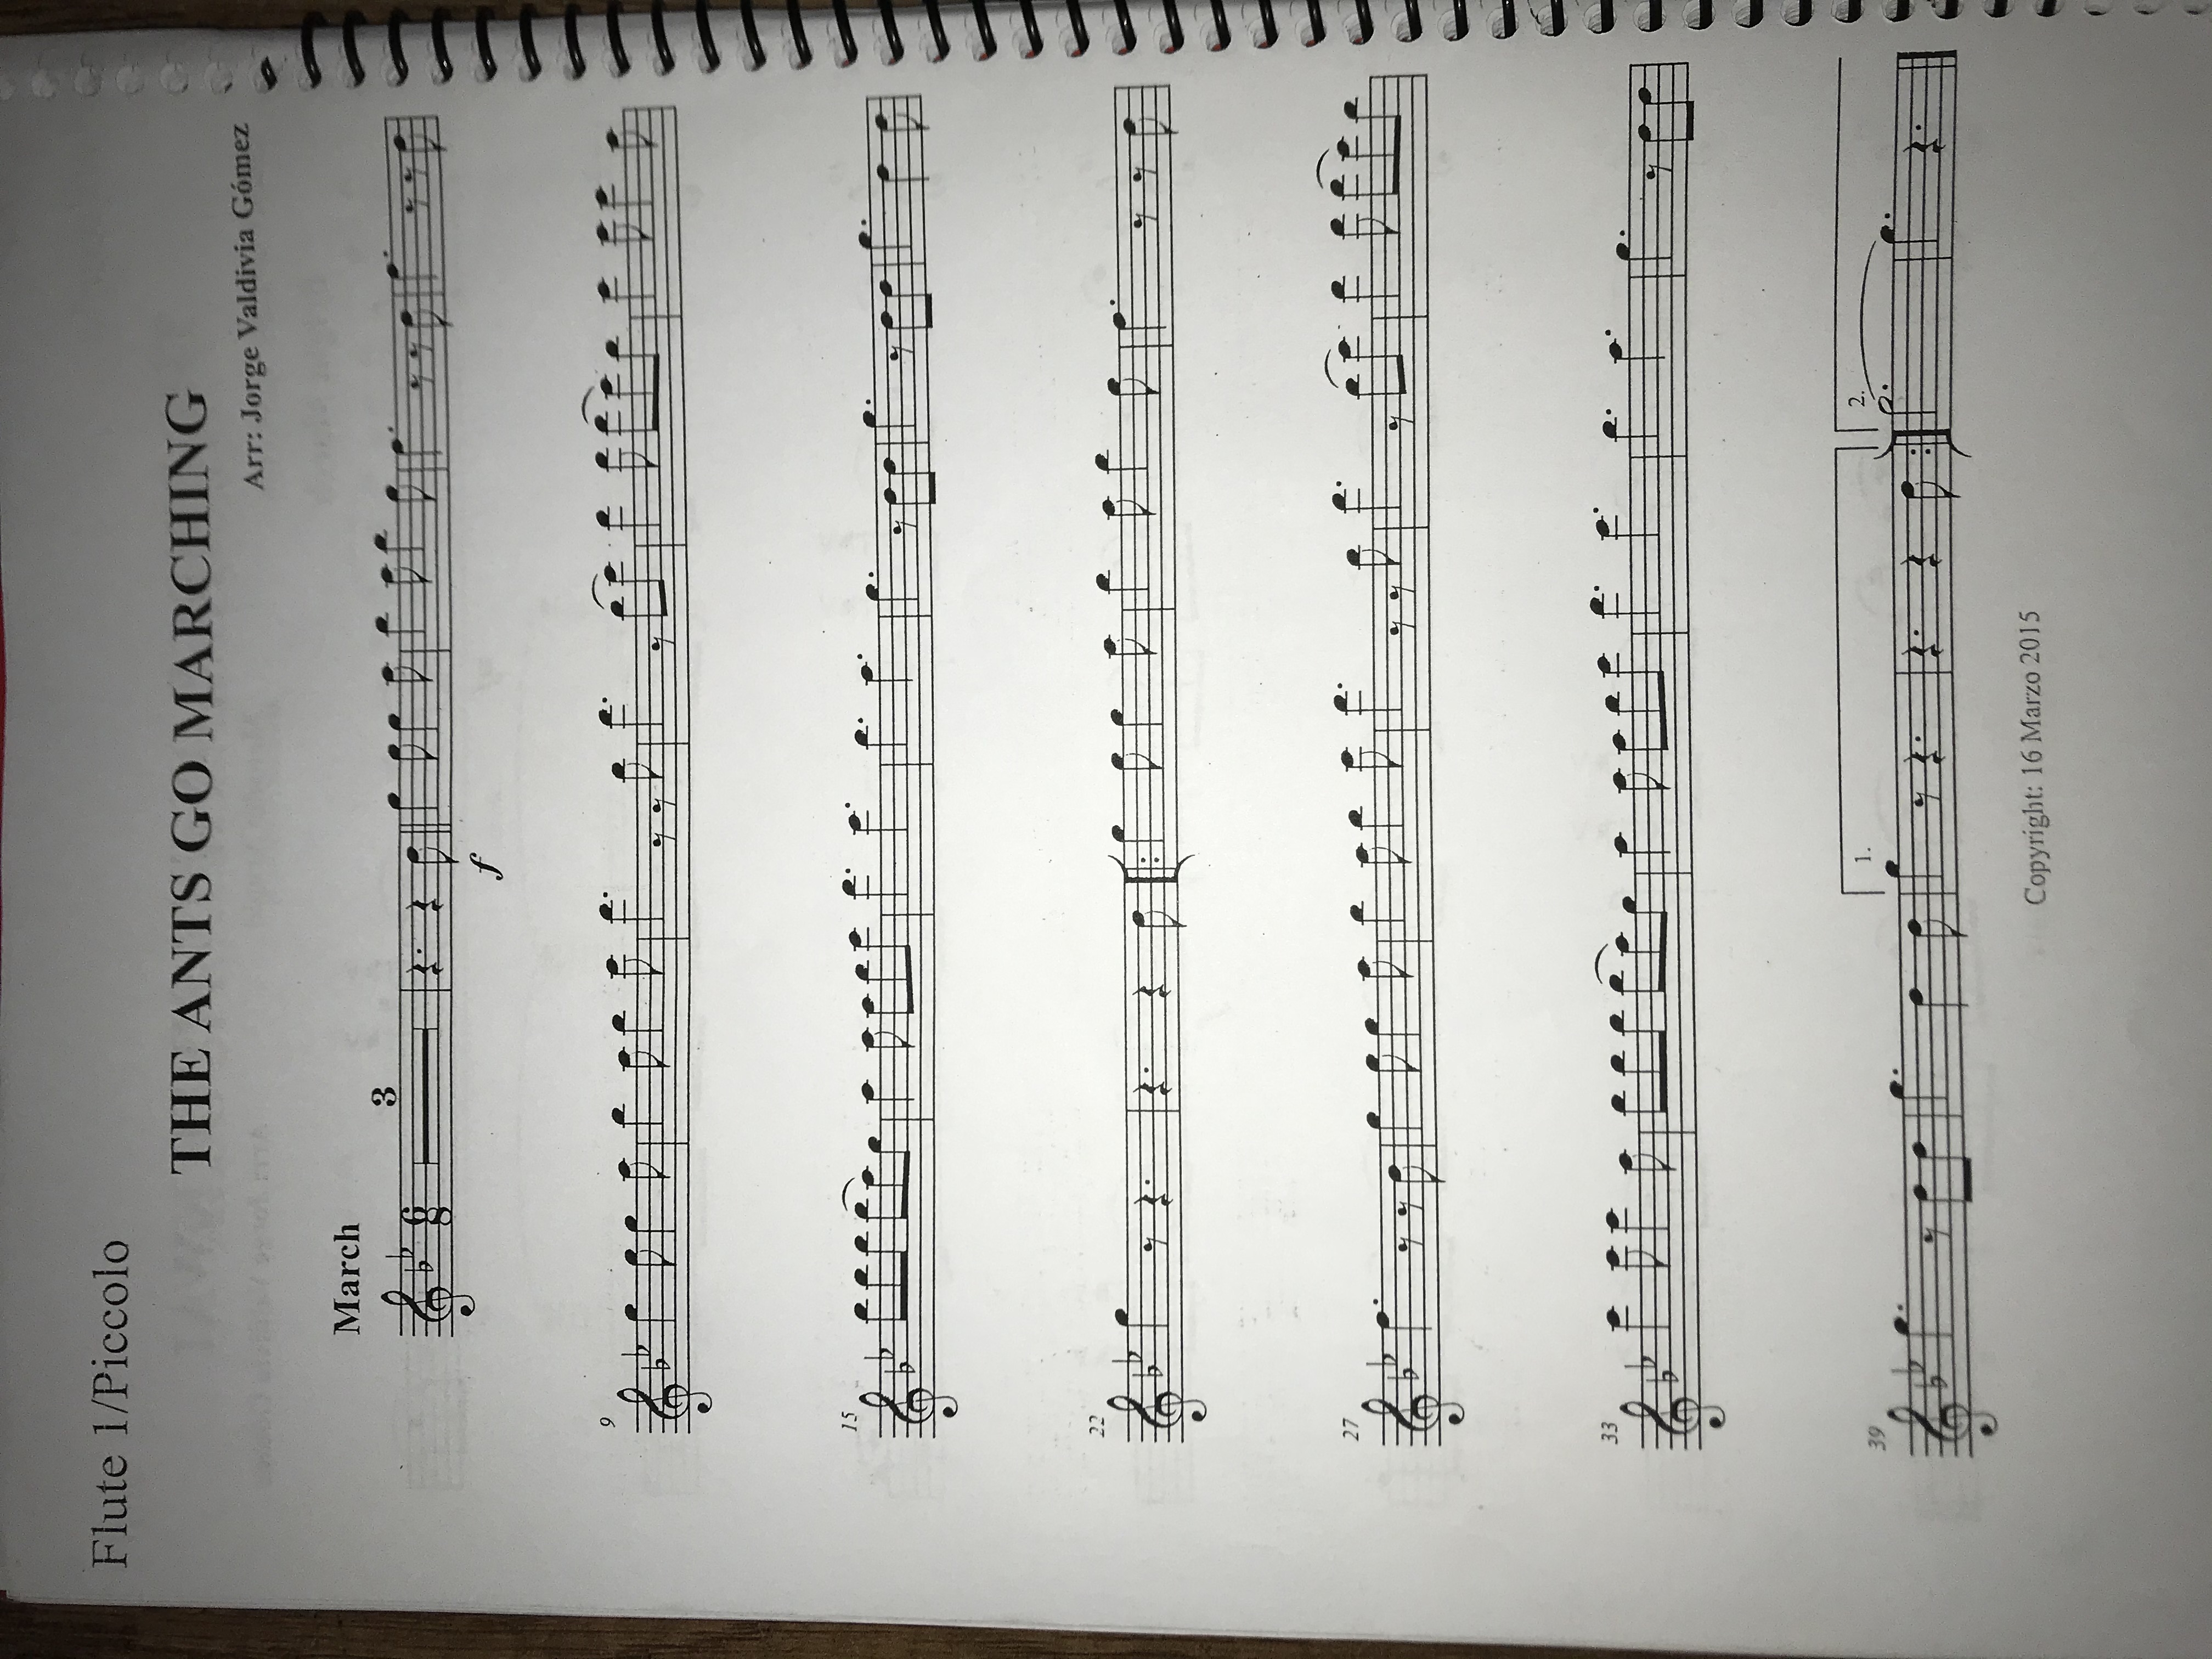 Flute 1/Piccolo
THE ANTS GO MARCHING
Arr: Jorge Valdivia Gómez
March
3
6
8
f
9
15
22
27
33
39
1.
2.
Copyright: 16 Marzo 2015